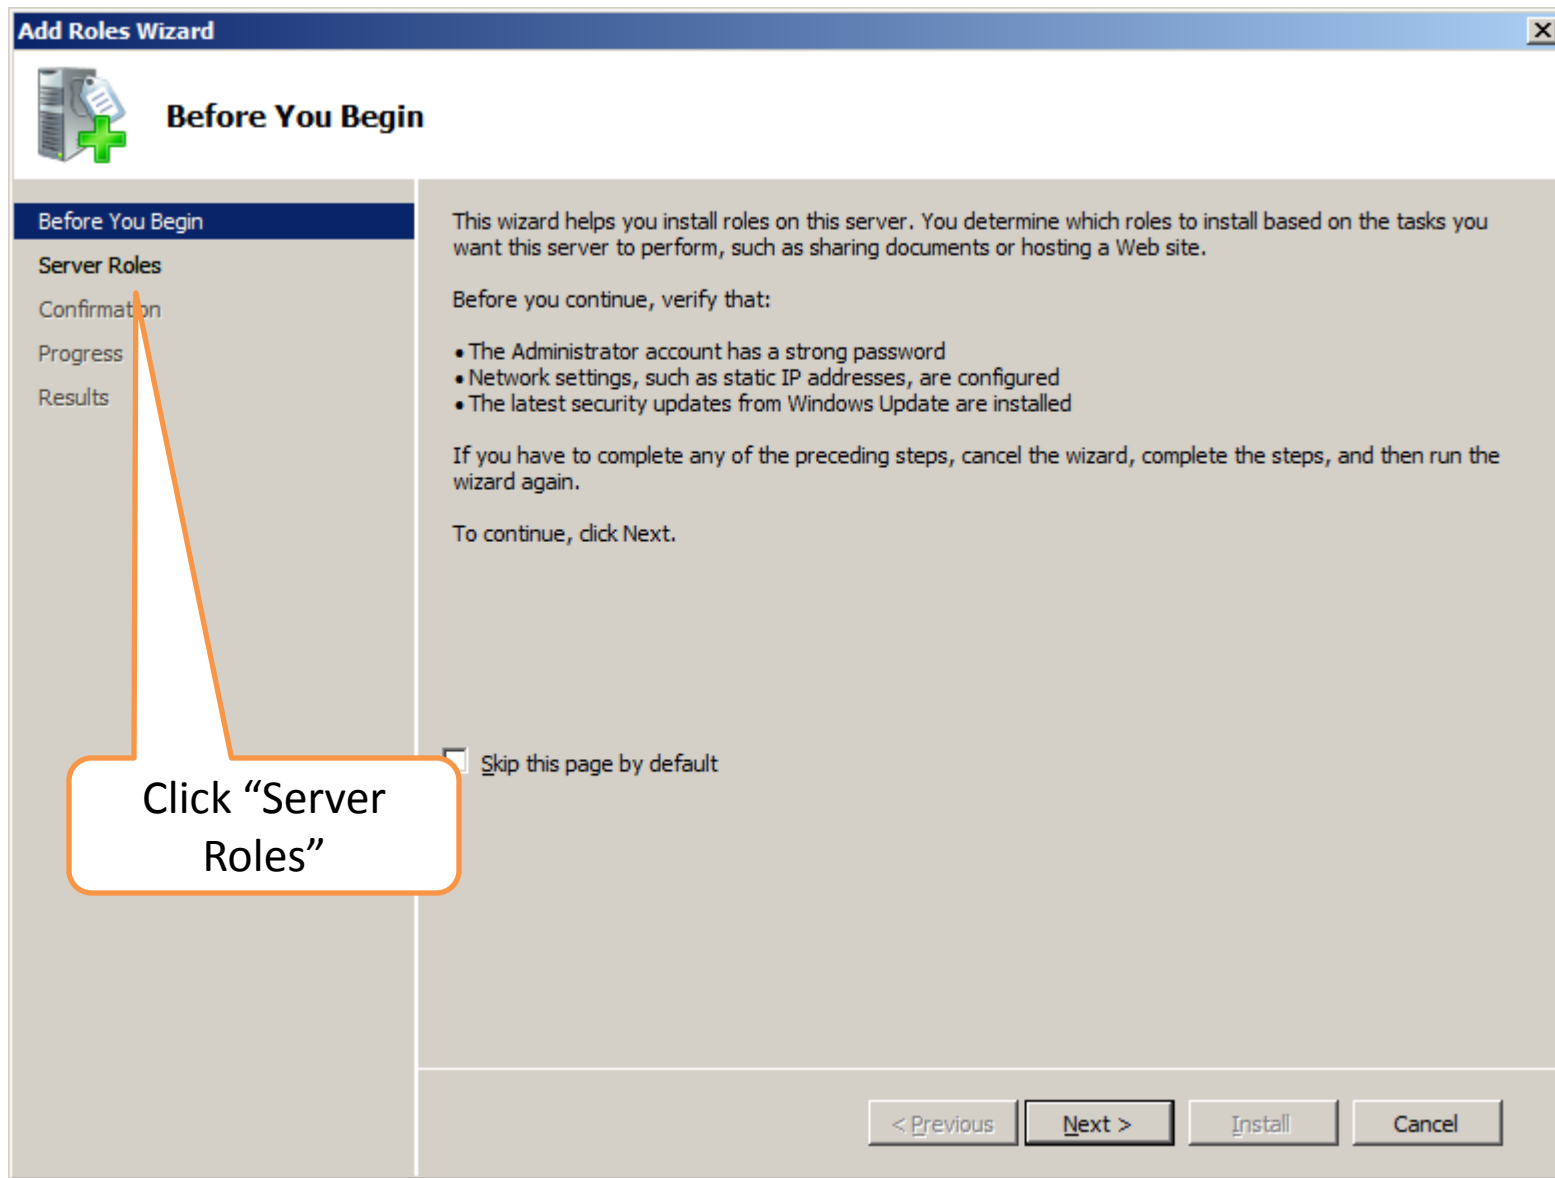 Add Roles Wizard
Before You Begin
Before You Begin
Server Roles
Confirmation
Progress
Results
This wizard helps you install roles on this server. You determine which roles to install based on the tasks you
want this server to perform, such as sharing documents or hosting a Web site.
Before you continue, verify that:
• The Administrator account has a strong password
• Network settings, such as static IP addresses, are configured
• The latest security updates from Windows Update are installed
If you have to complete any of the preceding steps, cancel the wizard, complete the steps, and then run the
wizard again.
To continue, click Next.
Skip this page by default
Click “Server
Roles”
< Previous
Next >
Install
Cancel